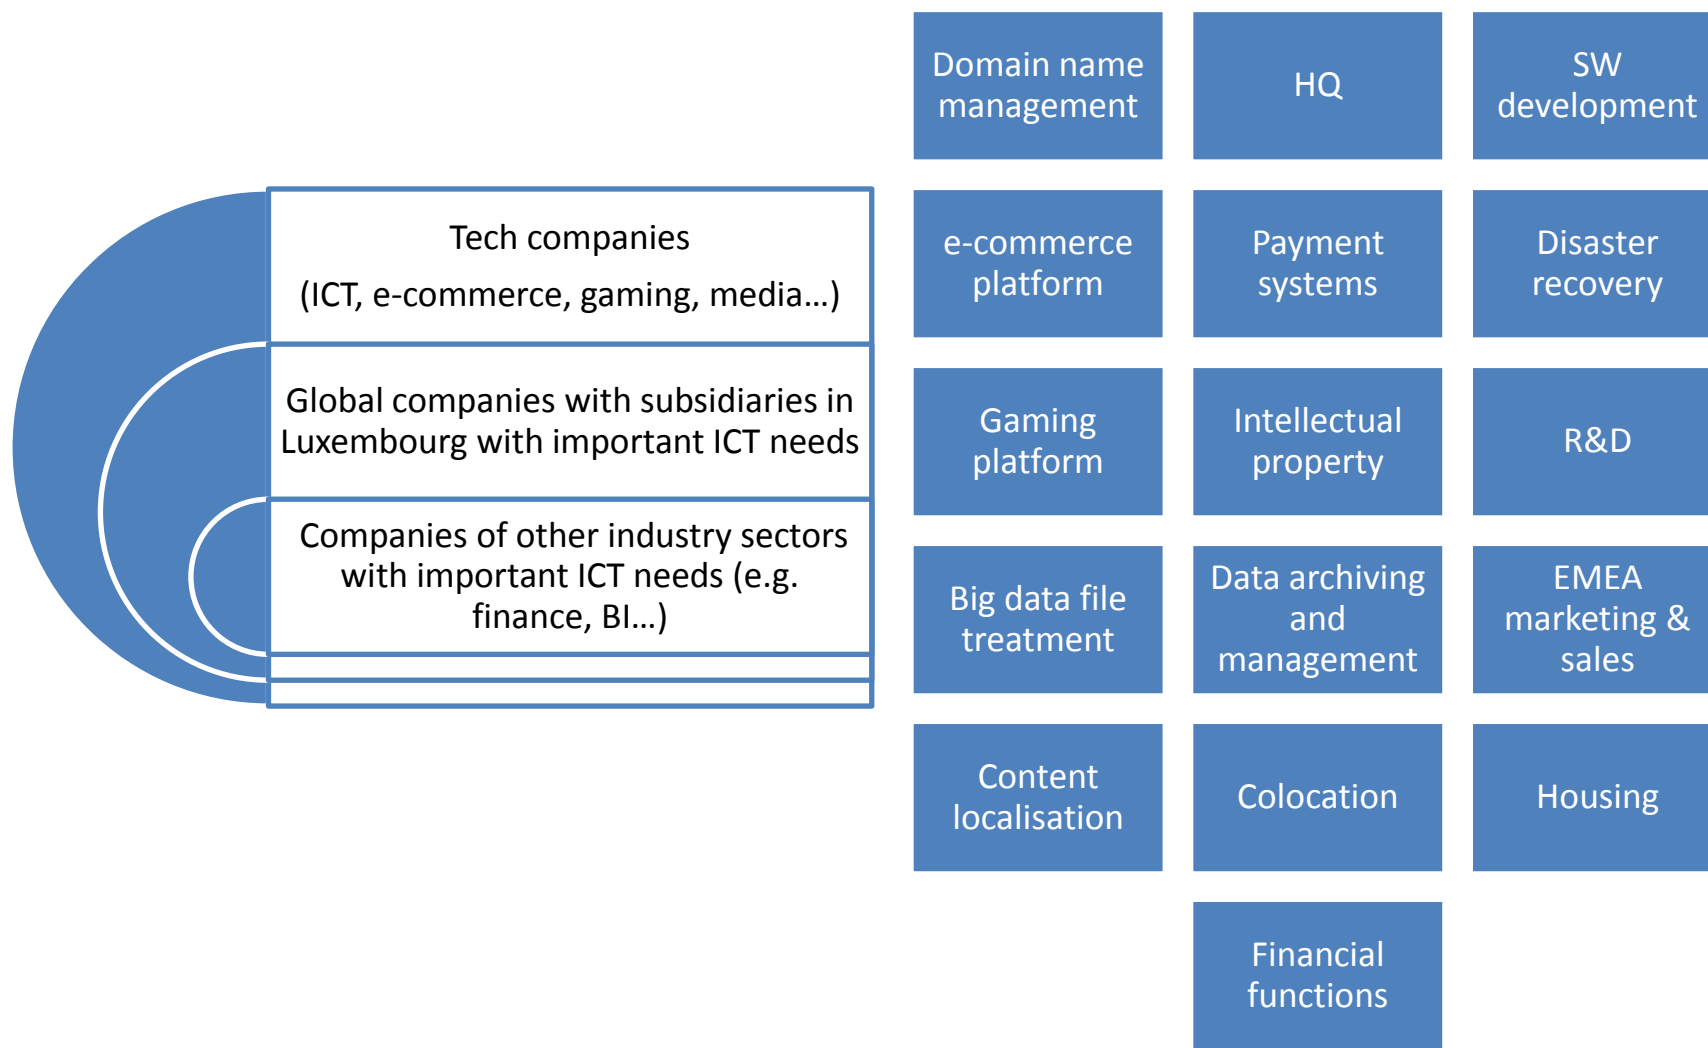 Tech companies
(ICT, e-commerce, gaming, media…)
Global companies with subsidiaries in
Luxembourg with important ICT needs
Companies of other industry sectors
with important ICT needs (e.g.
finance, BI…)
Domain name
management
HQ
SW
development
e-commerce
platform
Payment
systems
Disaster
recovery
Gaming
platform
Intellectual
property
R&D
Big data file
treatment
Data archiving
and
management
EMEA
marketing &
sales
Content
localisation
Colocation
Housing
Financial
functions